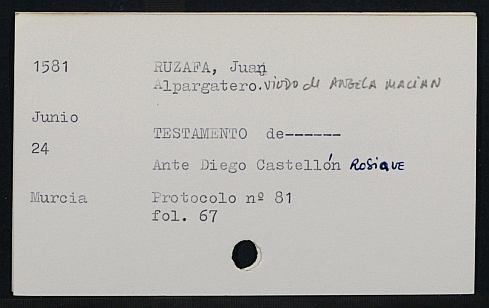 1581 RUZAFA, Juan
Alpargatero. VIUDO de ANGELA MACIAN
Junio
TESTAMENTO de------
24
Ante Diego Castellón ROSIQUE
Murcia Protocolo nº 81
fol. 67